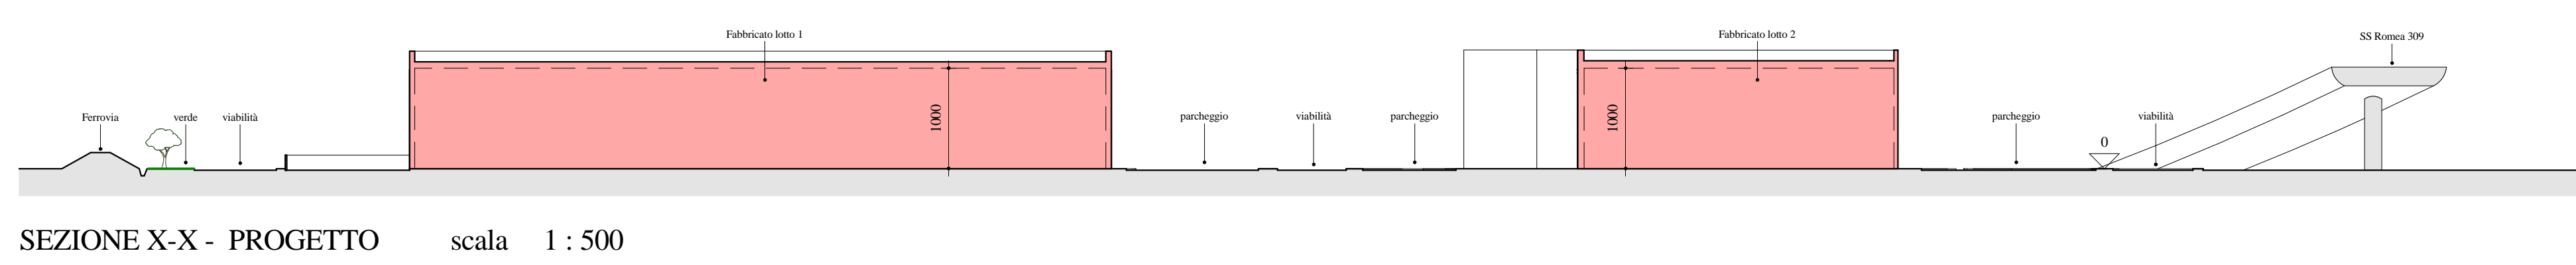 Fabbricato lotto 1
Fabbricato lotto 2
SS Romea 309
Ferrovia
verde
viabilità
1000
parcheggio
viabilità
parcheggio
1000
parcheggio
0
viabilità
SEZIONE X-X - PROGETTO scala 1 : 500